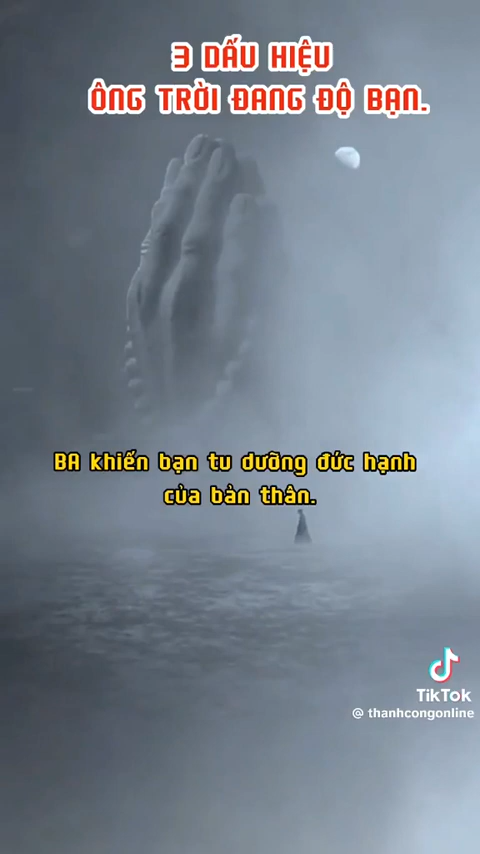 3 DẤU HIỆU
ÔNG TRỜI ĐANG ĐỘ BẠN.
BA khiến bạn tu dưỡng đức hạnh
của bản thân.
TikTok
@ thanhcongonline